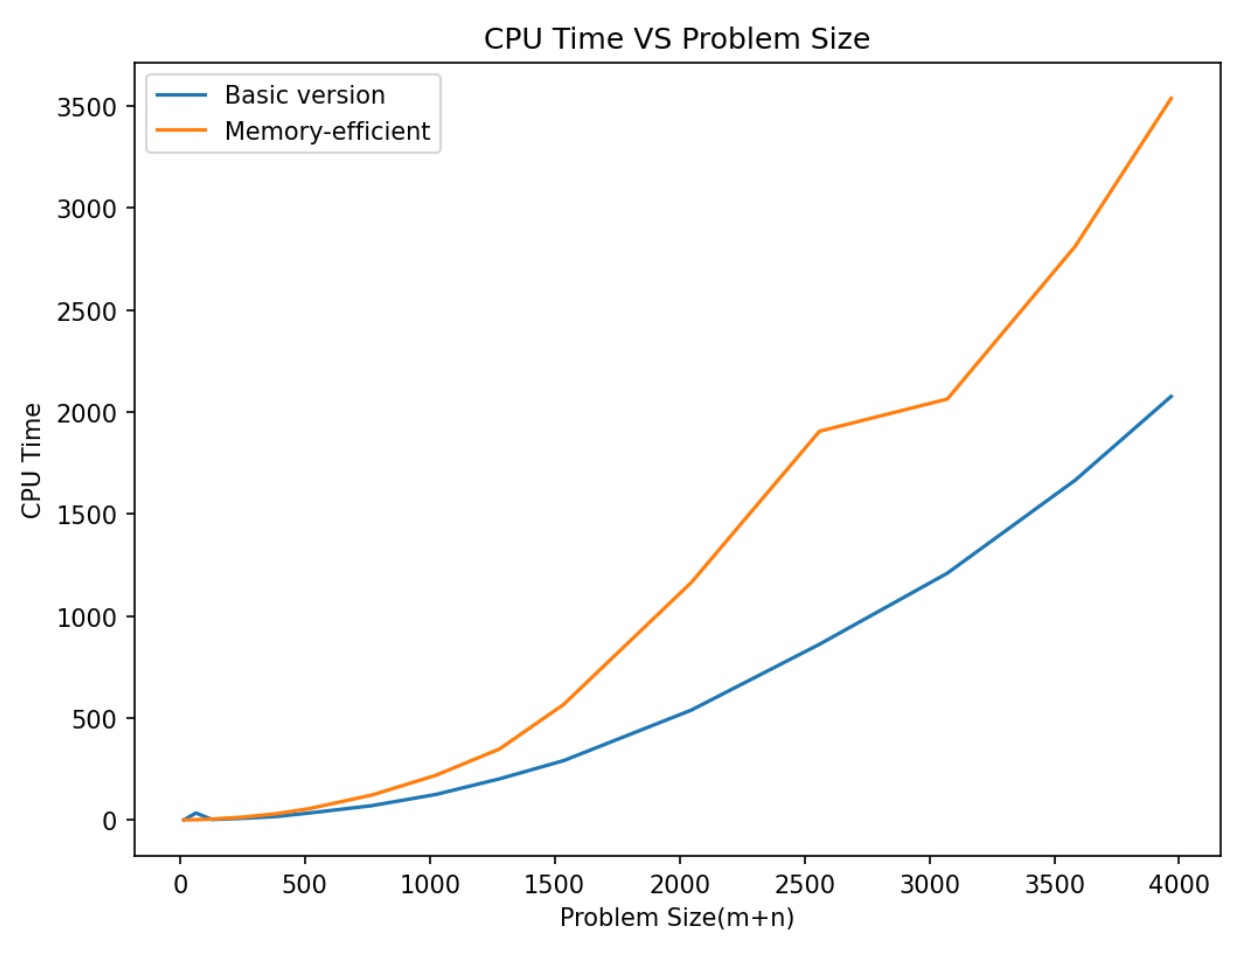 CPU Time VS Problem Size
Basic version
Memory-efficient
3500
3000
2500
2000
1500
1000
500
0
CPU Time
0 500 1000 1500 2000 2500 3000 3500 4000
Problem Size(m+n)